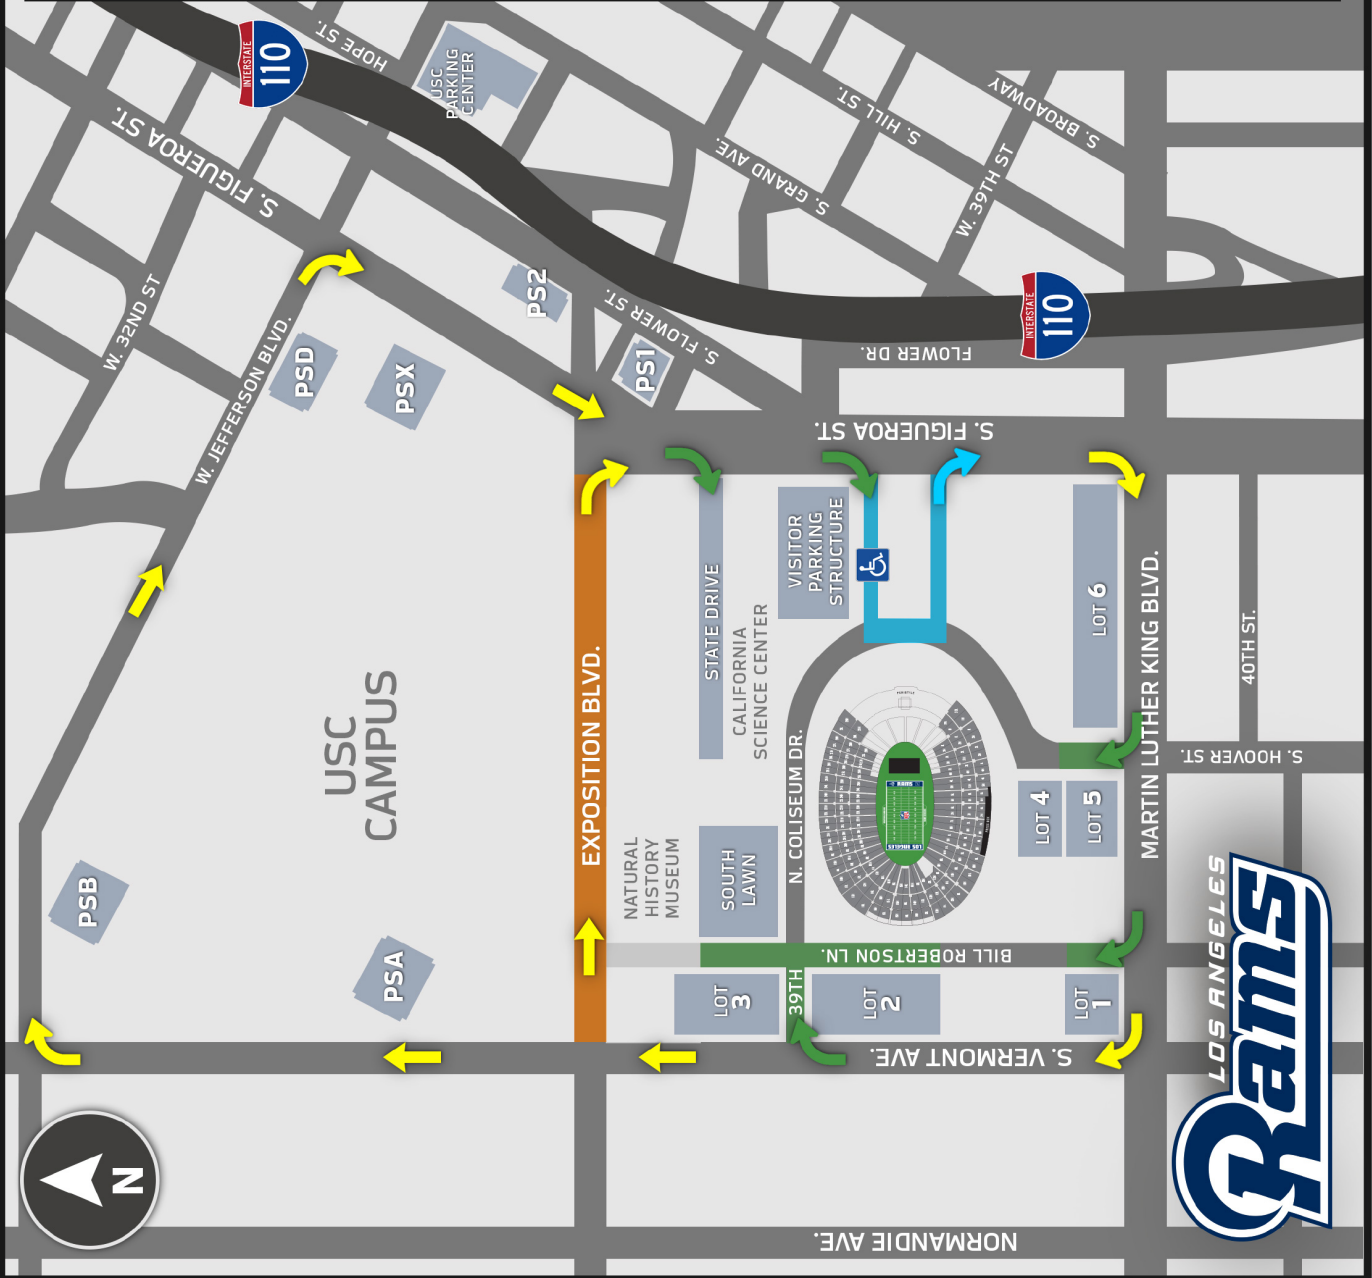 INTERSTATE
110
HOPE ST.
USC
PARKING
CENTER
S. FIGUEROA ST.
S. HILL ST.
S. BROADWAY
S. GRAND AVE.
W. 39TH ST
W. 32ND ST
W. JEFFERSON BLVD.
PSD
PSX
PS2
S. FLOWER ST.
PS1
FLOWER DR.
INTERSTATE
110
S. FIGUEROA ST.
VISITOR
PARKING
STRUCTURE
STATE DRIVE
CALIFORNIA
SCIENCE CENTER
LOT 6
MARTIN LUTHER KING BLVD.
40TH ST.
S. HOOVER ST.
USC
CAMPUS
EXPOSITION BLVD.
N. COLISEUM DR.
LOS ANGELES
LOT 4
LOT 5
NATURAL
HISTORY
MUSEUM
SOUTH
LAWN
PSB
PSA
BILL ROBERTSON LN.
LOT
3
39TH
LOT
2
LOT
1
S. VERMONT AVE.
NORMANDIE AVE.
N
LOS ANGELES
Rams